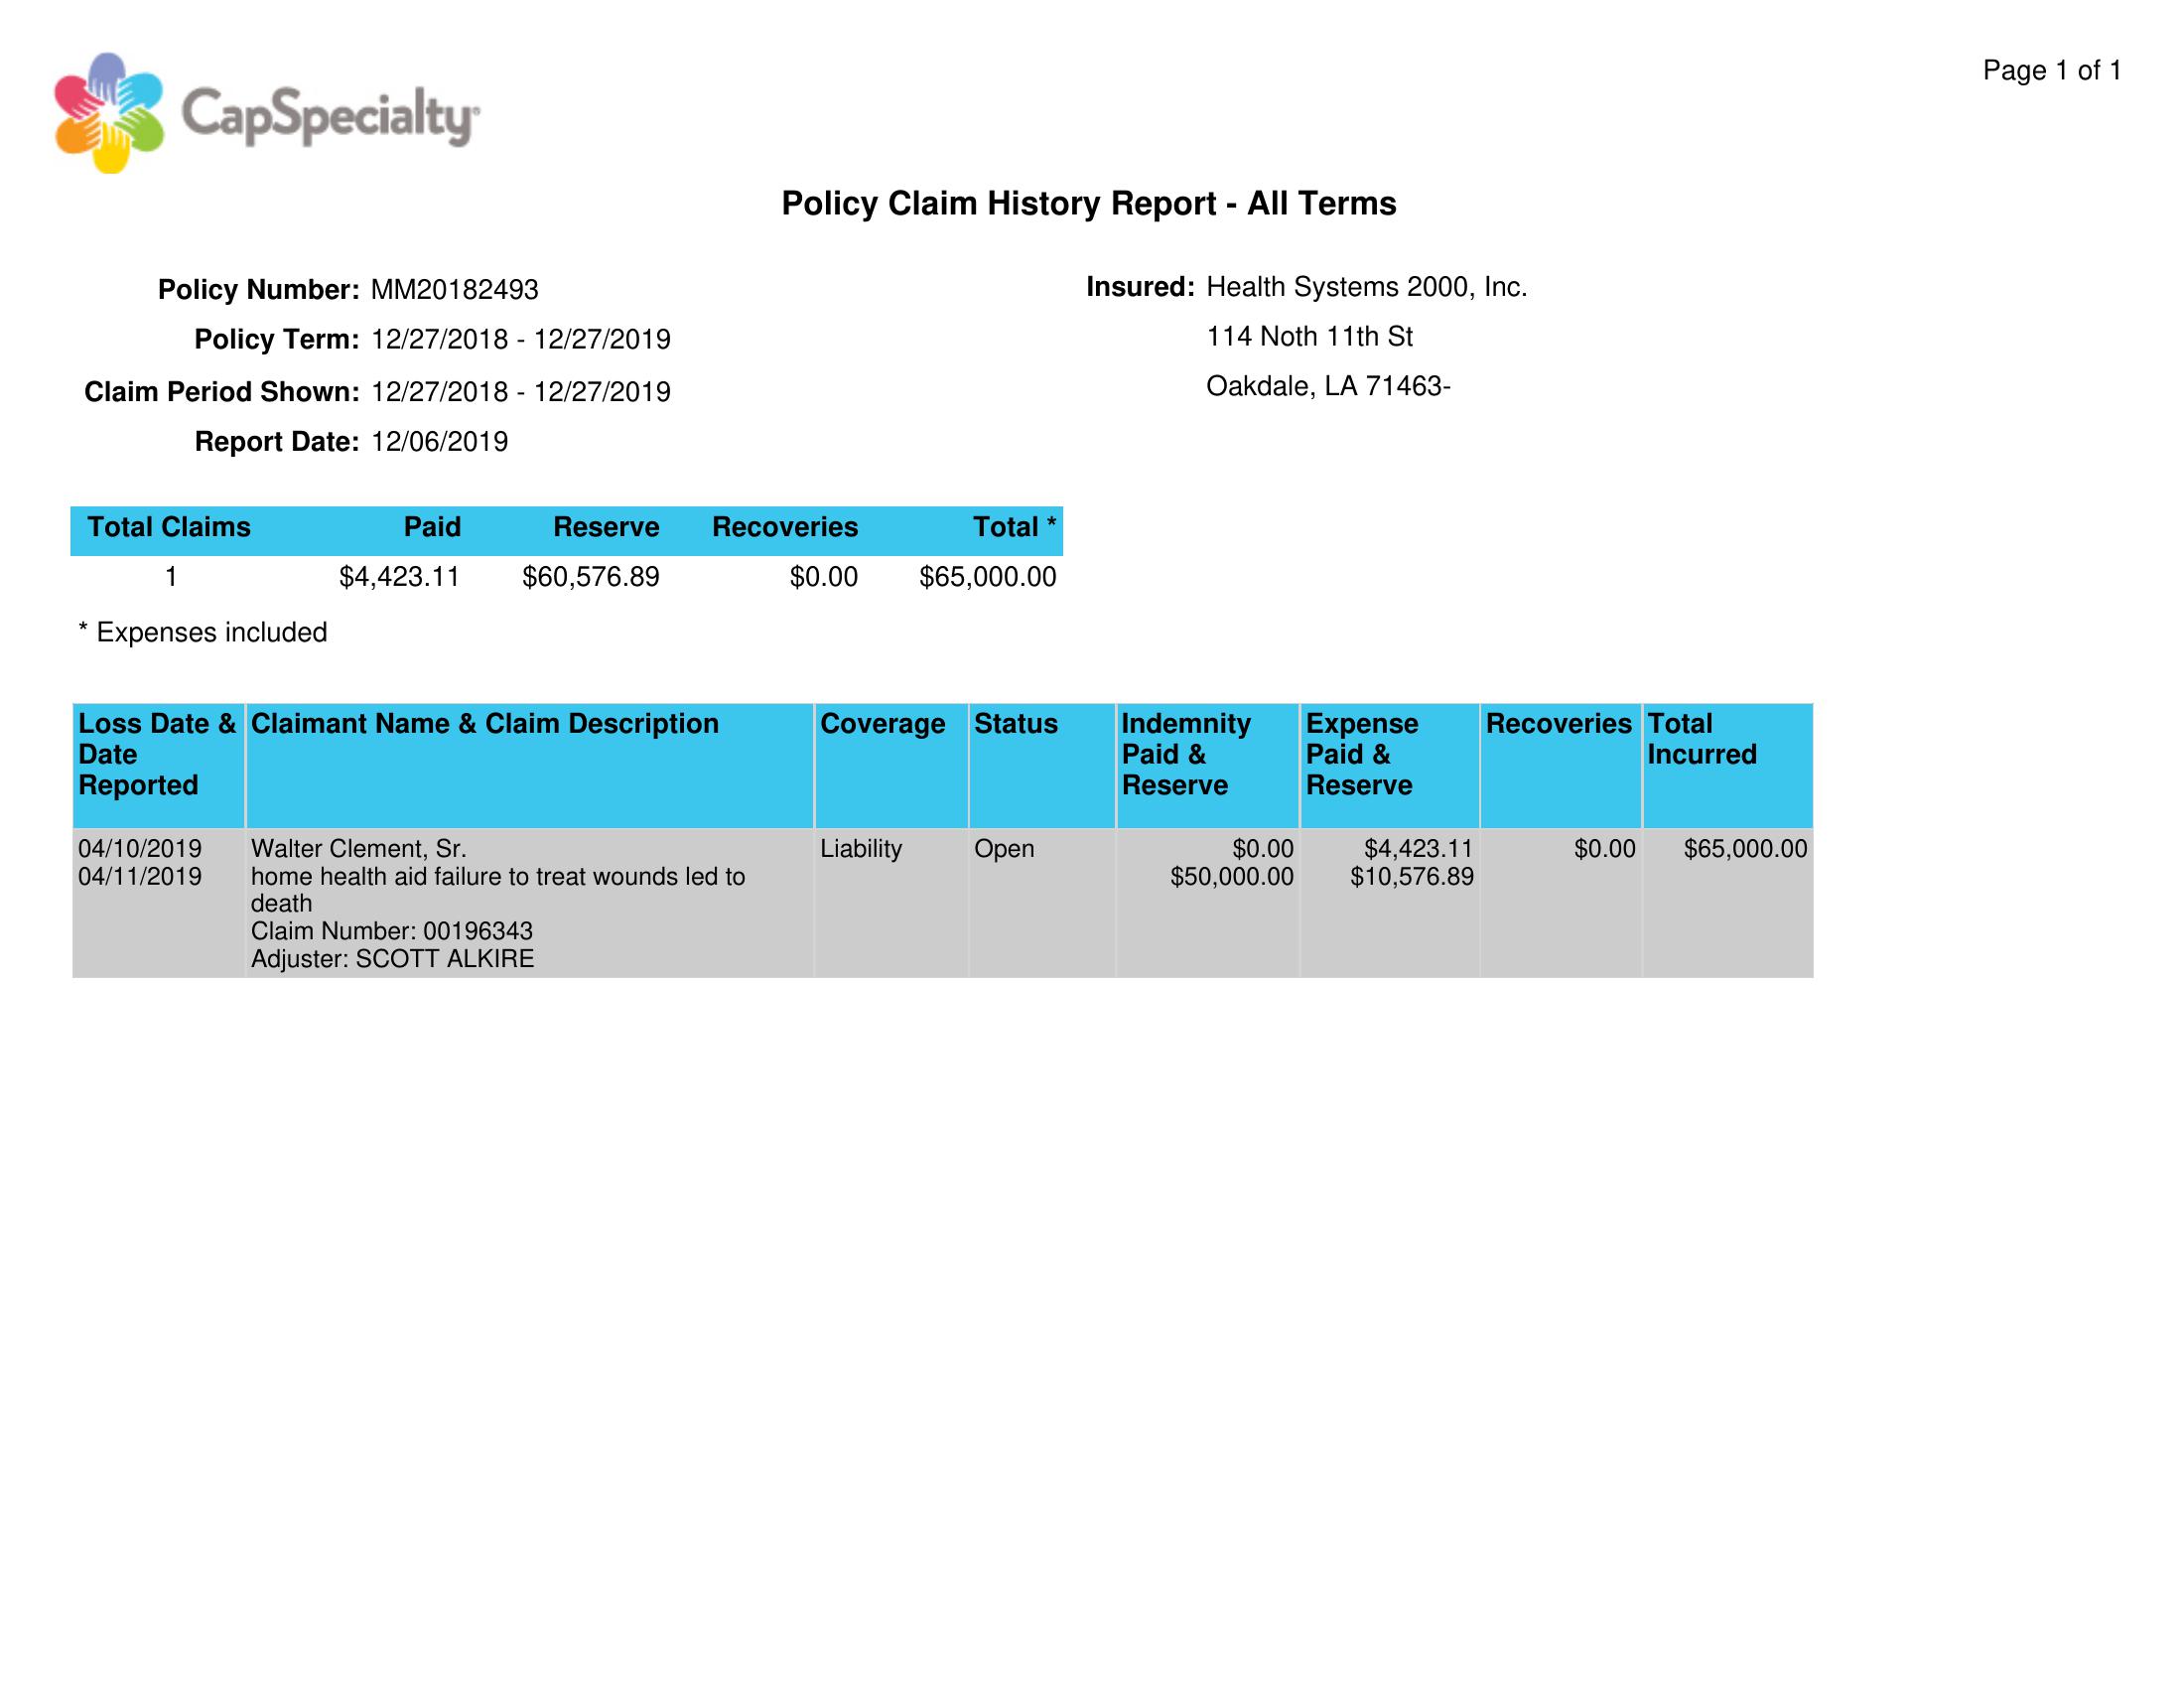 CapSpecialty
Page 1 of 1
Policy Claim History Report - All Terms
Policy Number: MM20182493
Policy Term: 12/27/2018 - 12/27/2019
Claim Period Shown: 12/27/2018 - 12/27/2019
Report Date: 12/06/2019
Insured: Health Systems 2000, Inc.
114 Noth 11th St
Oakdale, LA 71463-
Total Claims Paid Reserve Recoveries Total *
1 $4,423.11 $60,576.89 $0.00 $65,000.00
* Expenses included
Loss Date &
Date
Reported
Claimant Name & Claim Description
Coverage
Status
Indemnity
Paid &
Reserve
Expense
Paid &
Reserve
Recoveries
Total
Incurred
04/10/2019
04/11/2019
Walter Clement, Sr.
home health aid failure to treat wounds led to
death
Claim Number: 00196343
Adjuster: SCOTT ALKIRE
Liability
Open
$0.00
$50,000.00
$4,423.11
$10,576.89
$0.00
$65,000.00